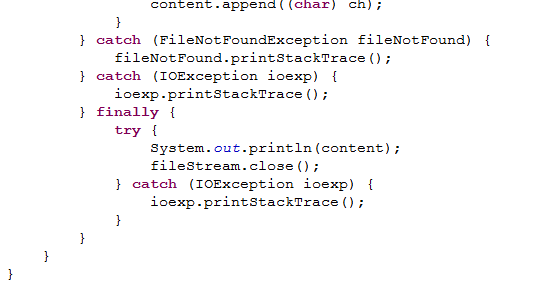 content.append((char) ch);
}
} catch (FileNotFoundException fileNotFound) {
fileNotFound.printStackTrace();
} catch (IOException ioexp) {
ioexp.printStackTrace();
} finally {
try {
System.out.println(content);
fileStream.close();
} catch (IOException ioexp) {
ioexp.printStackTrace();
}
}
}
}